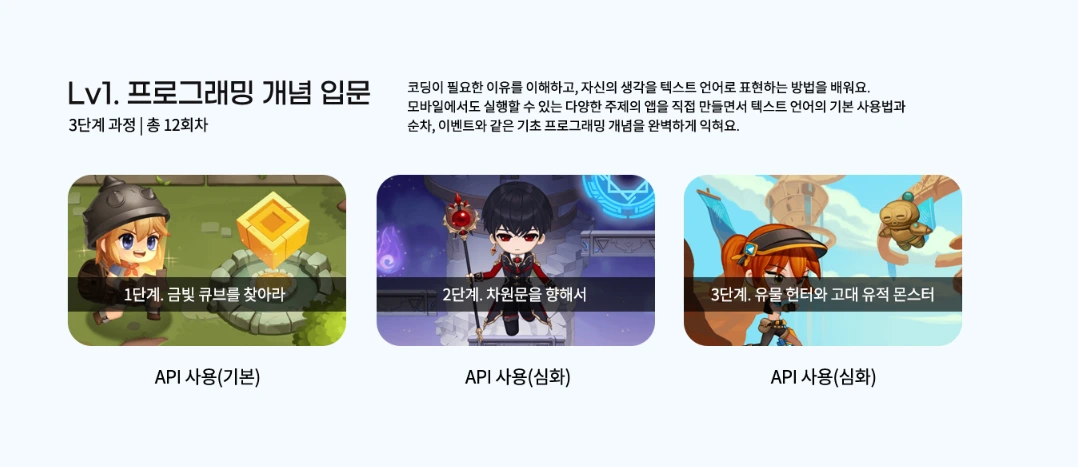 Lv1. 프로그래밍 개념 입문
3단계 과정 | 총 12회차
코딩이 필요한 이유를 이해하고, 자신의 생각을 텍스트 언어로 표현하는 방법을 배워요.
모바일에서도 실행할 수 있는 다양한 주제의 앱을 직접 만들면서 텍스트 언어의 기본 사용법과
순차, 이벤트와 같은 기초 프로그래밍 개념을 완벽하게 익혀요.
1단계. 금빛 큐브를 찾아라
2단계. 차원문을 향해서
3단계. 유물 헌터와 고대 유적 몬스터
API 사용(기본)
API 사용(심화)
API 사용(심화)